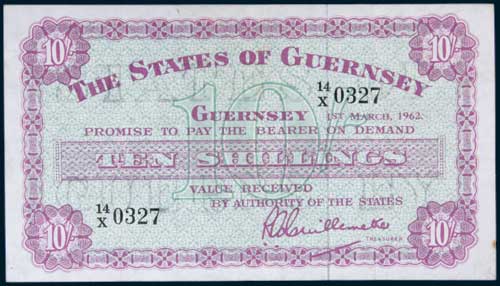 10/- 10/-
THE STATES OF GUERNSEY
14/X 0327
10
GUERNSEY 1ST MARCH, 1962.
PROMISE TO PAY THE BEARER ON DEMAND
TEN SHILLINGS
VALUE RECEIVED
14/X 0327 BY AUTHORITY OF THE STATES
TREASURER
10/- 10/-